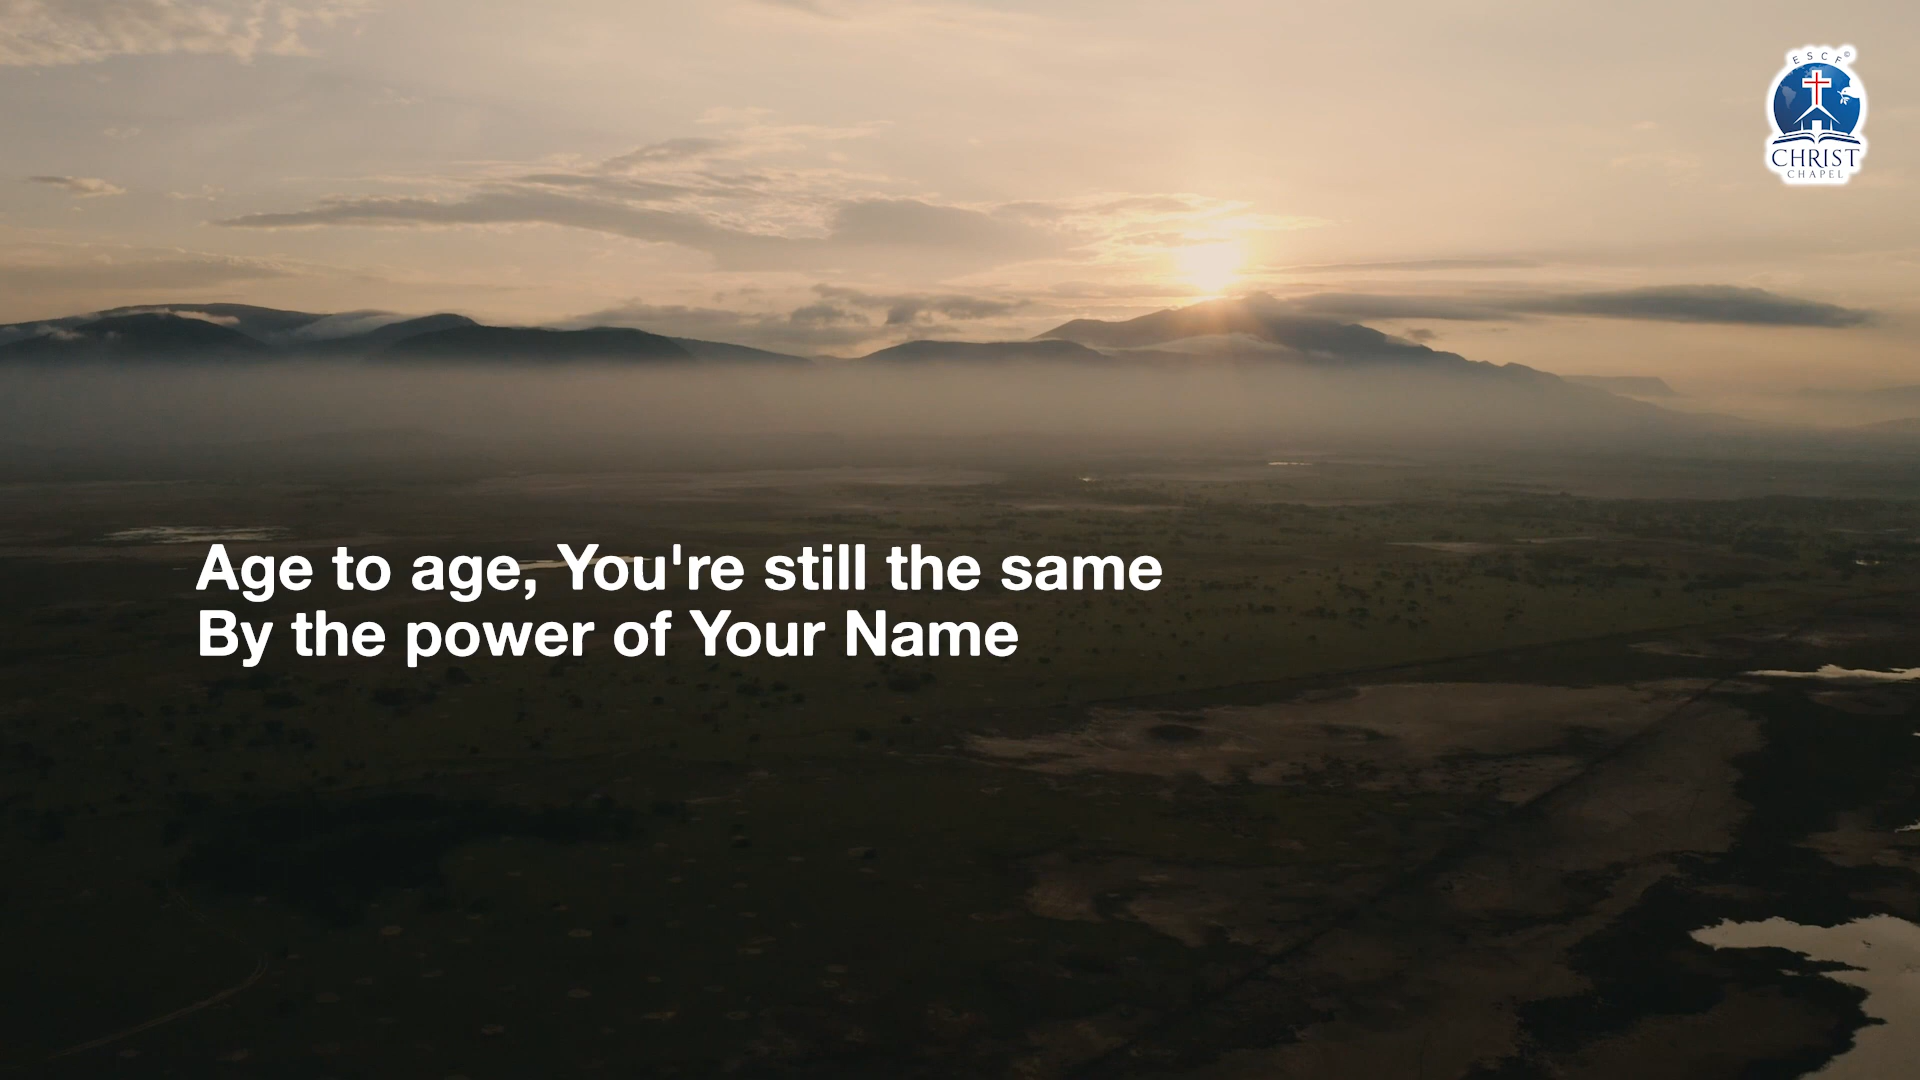 ESCF©
CHRIST
CHAPEL
Age to age, You're still the same
By the power of Your Name